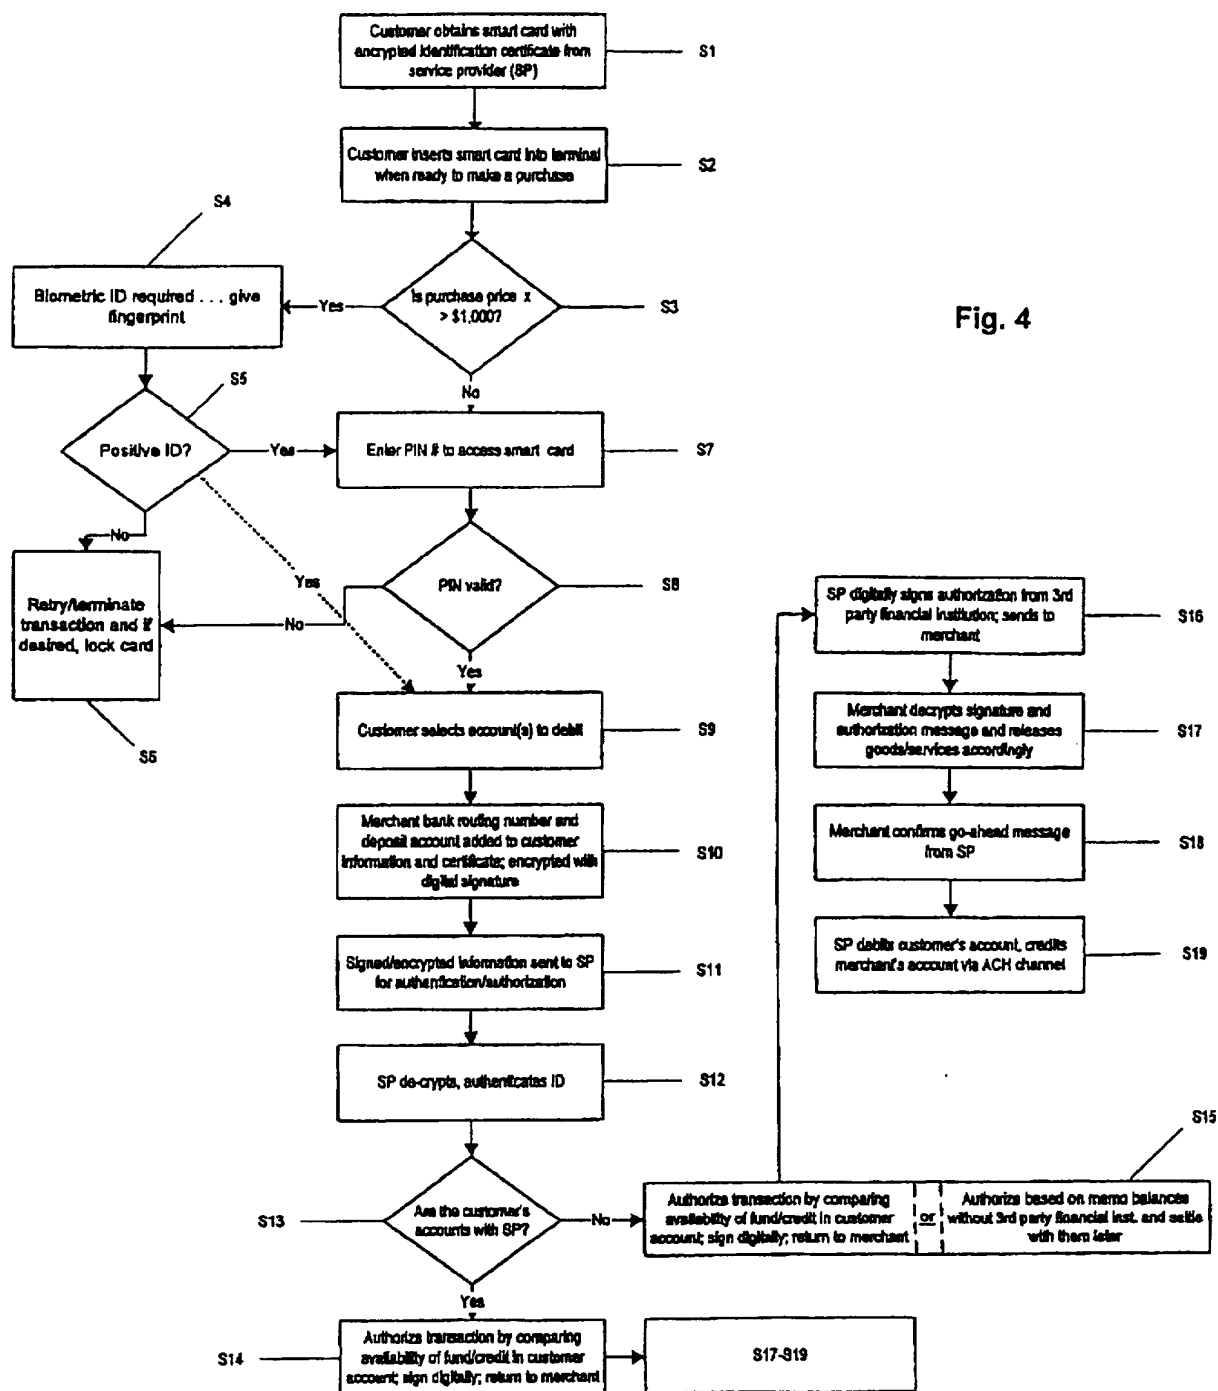 Customer obtains smart card with
encrypted identification certificate from
service provider (SP)
S1
Customer inserts smart card into terminal
when ready to make a purchase
S2
S4
Biometric ID required . . . give
fingerprint
Yes
Is purchase price x
> $1,000?
S3
Fig. 4
No
S5
Positive ID?
Yes
Enter PIN # to access smart card
S7
No
Yes
PIN valid?
S8
Retry/terminate
transaction and if
desired, lock card
No
Yes
S6
Customer selects account(s) to debit
S9
Merchant bank routing number and
deposit account added to customer
information and certificate; encrypted with
digital signature
S10
Signed/encrypted information sent to SP
for authentication/authorization
S11
SP de-crypts, authenticates ID
S12
S13
Are the customer's
accounts with SP?
No
Authorize transaction by comparing
availability of fund/credit in customer
account; sign digitally; return to merchant
or
Authorize based on memo balances
without 3rd party financial inst. and settle
with them later
S15
Yes
S14
Authorize transaction by comparing
availability of fund/credit in customer
account; sign digitally; return to merchant
S17-S19
SP digitally signs authorization from 3rd
party financial institution; sends to
merchant
S16
Merchant decrypts signature and
authorization message and releases
goods/services accordingly
S17
Merchant confirms go-ahead message
from SP
S18
SP debits customer's account, credits
merchant's account via ACH channel
S19